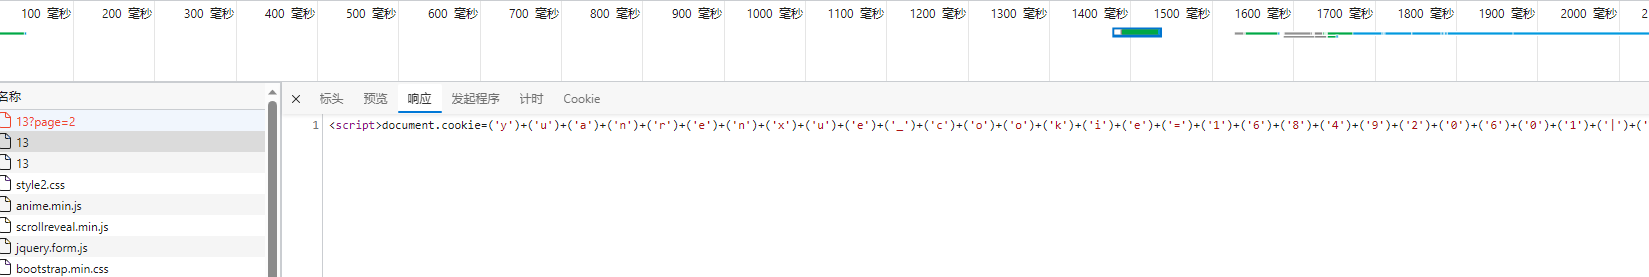 100 毫秒 200 毫秒 300 毫秒 400 毫秒 500 毫秒 600 毫秒 700 毫秒 800 毫秒 900 毫秒 1000 毫秒 1100 毫秒 1200 毫秒 1300 毫秒 1400 毫秒 1500 毫秒 1600 毫秒 1700 毫秒 1800 毫秒 1900 毫秒 2000 毫秒 2
名称
× 标头 预览 响应 发起程序 计时 Cookie
13?page=2
1 <script>document.cookie=('y')+('u')+('a')+('n')+('r')+('e')+('n')+('x')+('u')+('e')+('_')+('c')+('o')+('o')+('k')+('i')+('e')+('=')+('1')+('6')+('8')+('4')+('9')+('2')+('0')+('6')+('0')+('1')+('|')+('
13
13
style2.css
anime.min.js
scrollreveal.min.js
jquery.form.js
bootstrap.min.css